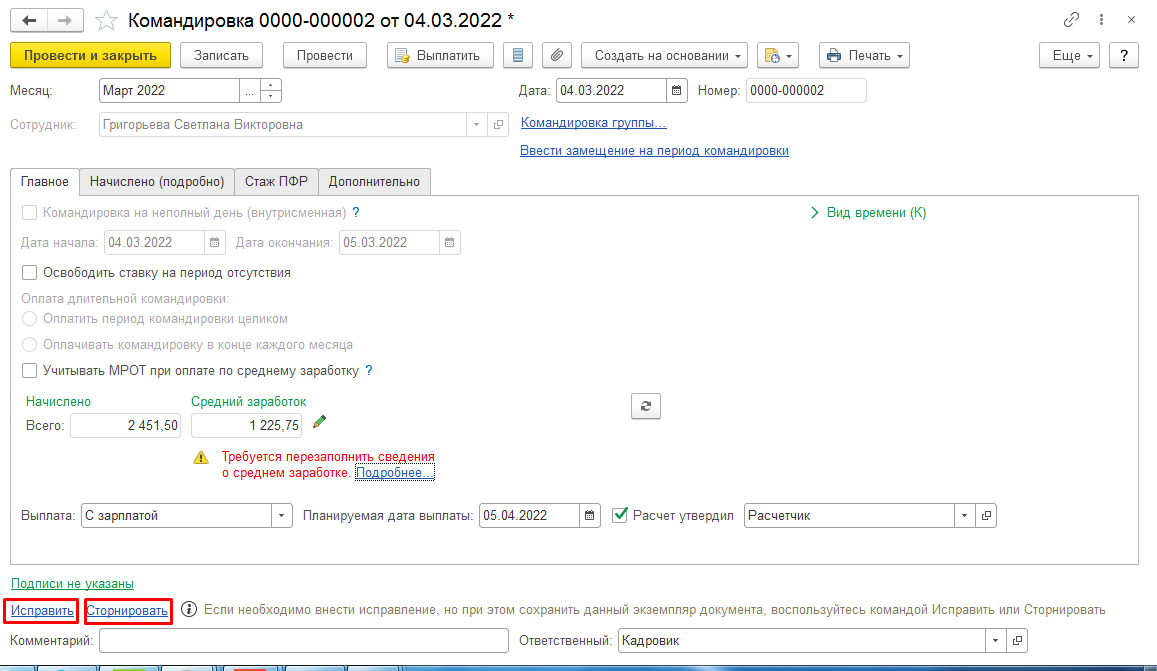 Командировка 0000-000002 от 04.03.2022 *
Провести и закрыть Записать Провести Выплатить Создать на основании Печать Еще ?
Месяц: Март 2022 ... Дата: 04.03.2022 Номер: 0000-000002
Сотрудник: Григорьева Светлана Викторовна Командировка группы...
Ввести замещение на период командировки
Главное Начислено (подробно) Стаж ПФР Дополнительно
Командировка на неполный день (внутрисменная) ? Вид времени (К)
Дата начала: 04.03.2022 Дата окончания: 05.03.2022
Освободить ставку на период отсутствия
Оплата длительной командировки:
Оплатить период командировки целиком
Оплачивать командировку в конце каждого месяца
Учитывать МРОТ при оплате по среднему заработку ?
Начислено Средний заработок
Всего: 2 451,50 1 225,75
Требуется перезаполнить сведения
о среднем заработке. Подробнее...
Выплата: С зарплатой Планируемая дата выплаты: 05.04.2022 Расчет утвердил Расчетчик
Подписи не указаны
Исправить Сторнировать Если необходимо внести исправление, но при этом сохранить данный экземпляр документа, воспользуйтесь командой Исправить или Сторнировать
Комментарий: Ответственный: Кадровик